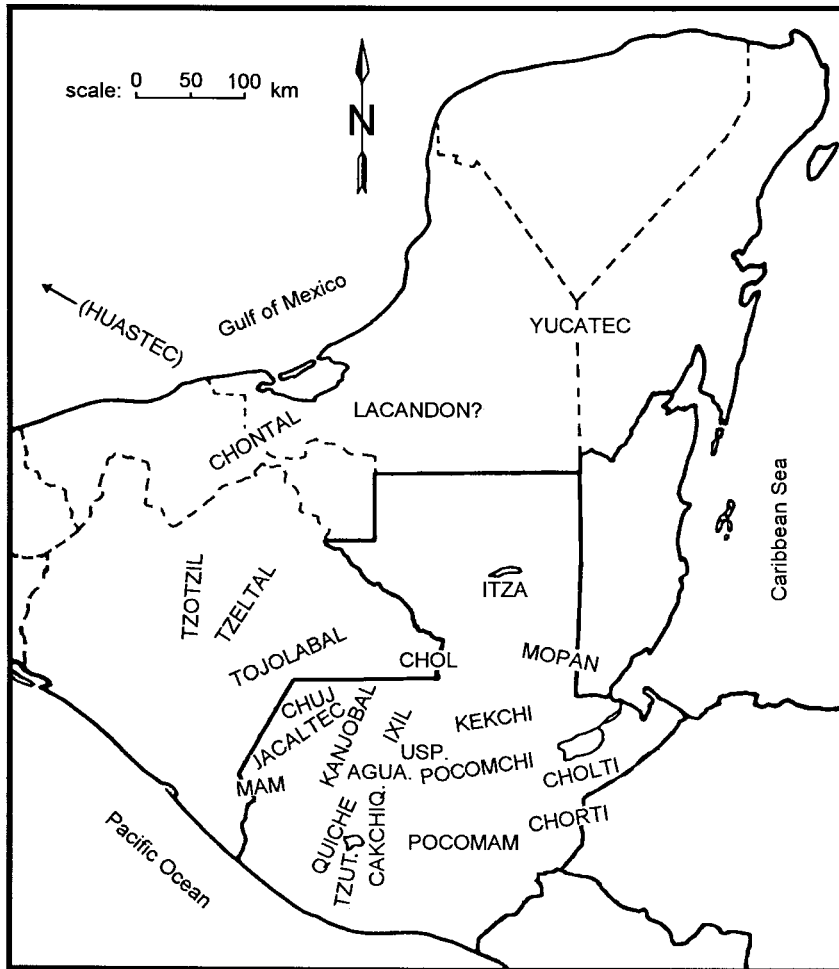 scale: 0 50 100 km
N
Gulf of Mexico
(HUASTEC)
YUCATEC
LACANDON?
CHONTAL
Caribbean Sea
TZOTZIL
TZELTAL
ITZA
TOJOLABAL
CHOL
MOPAN
CHUJ
JACALTEC
KANJOBAL
IXIL
KEKCHI
USP.
MAM
AGUA.
POCOMCHI
CHOLTI
QUICHE
TZUT.
CAKCHIQ.
POCOMAM
CHORTI
Pacific Ocean